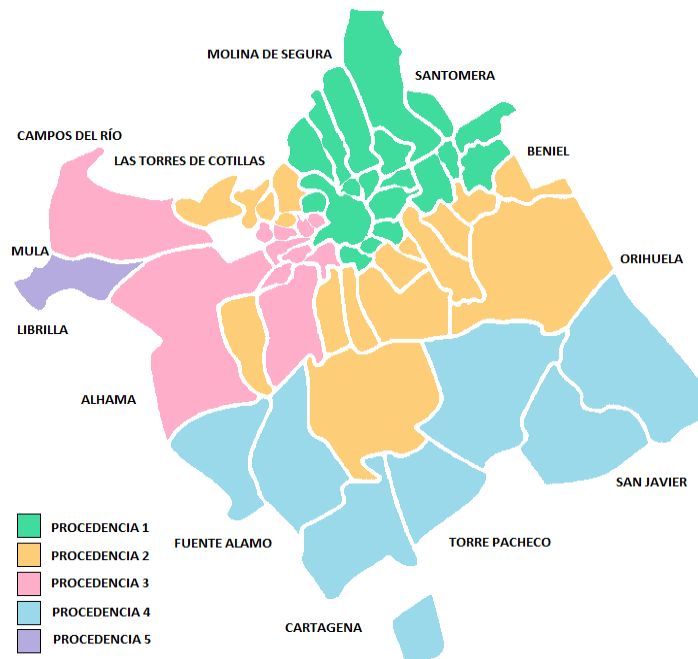 MOLINA DE SEGURA
SANTOMERA
CAMPOS DEL RÍO
LAS TORRES DE COTILLAS
BENIEL
MULA
ORIHUELA
LIBRILLA
ALHAMA
SAN JAVIER
PROCEDENCIA 1
PROCEDENCIA 2
PROCEDENCIA 3
PROCEDENCIA 4
PROCEDENCIA 5
FUENTE ALAMO
TORRE PACHECO
CARTAGENA